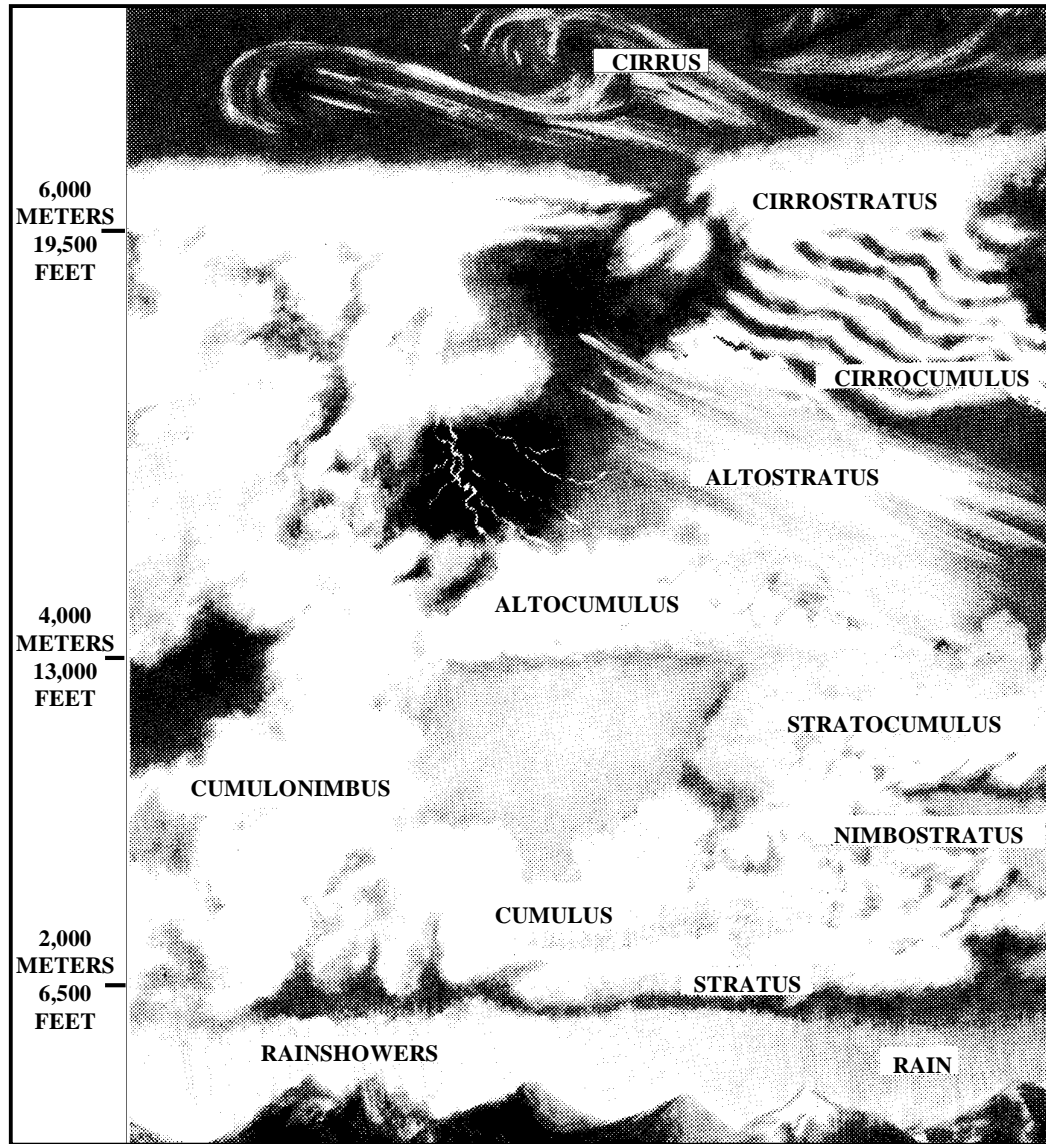 CIRRUS
6,000
METERS
19,500
FEET
CIRROSTRATUS
CIRROCUMULUS
ALTOSTRATUS
ALTOCUMULUS
4,000
METERS
13,000
FEET
STRATOCUMULUS
CUMULONIMBUS
NIMBOSTRATUS
CUMULUS
2,000
METERS
6,500
FEET
STRATUS
RAINSHOWERS
RAIN